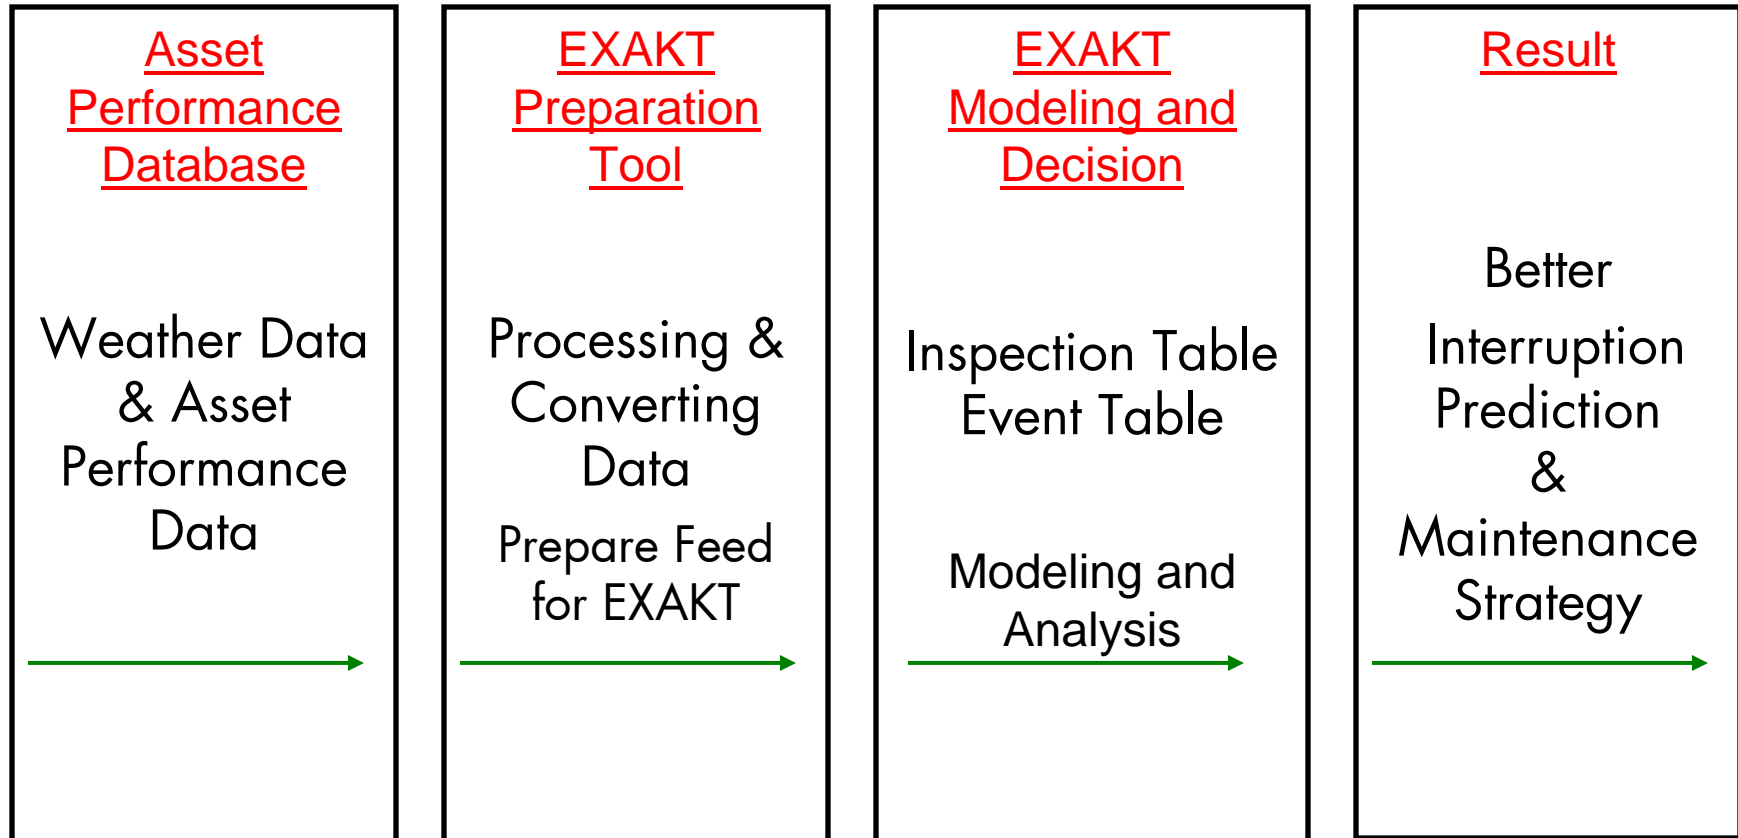 Asset
Performance
Database
Weather Data
& Asset
Performance
Data
EXAKT
Preparation
Tool
Processing &
Converting
Data
Prepare Feed
for EXAKT
EXAKT
Modeling and
Decision
Inspection Table
Event Table
Modeling and
Analysis
Result
Better
Interruption
Prediction
&
Maintenance
Strategy